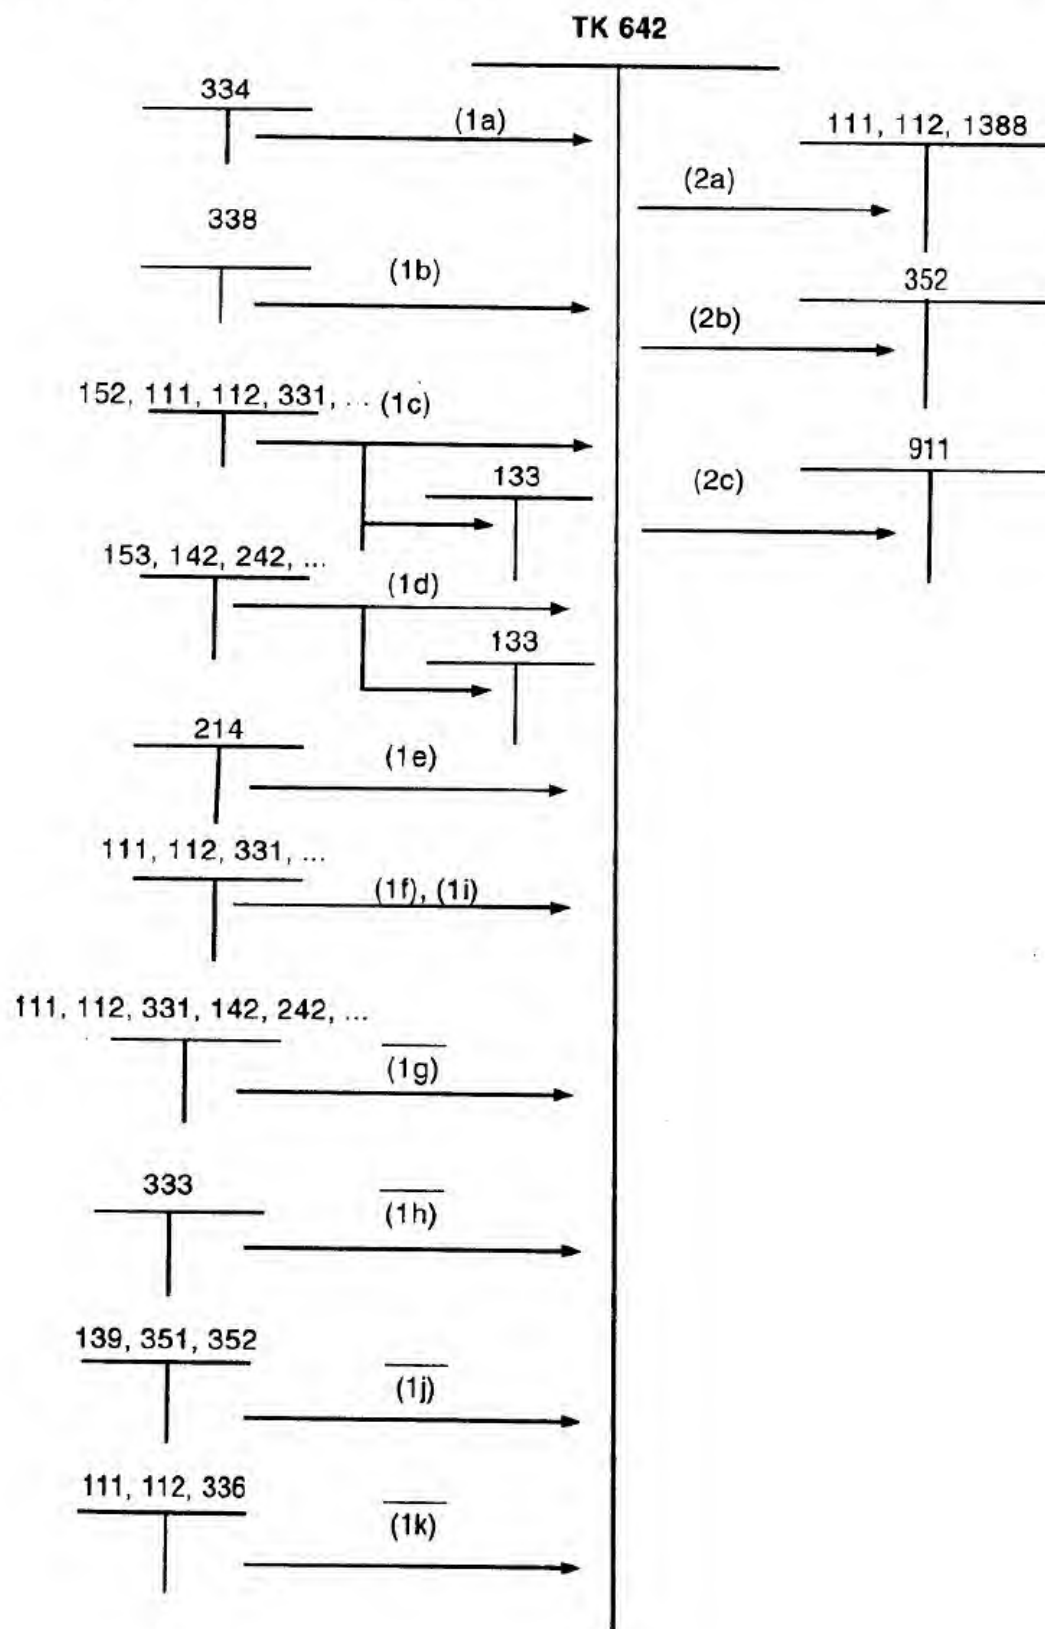 TK 642
334
(1a)
111, 112, 1388
(2a)
338
(1b)
352
(2b)
152, 111, 112, 331, ... (1c)
133
911
(2c)
153, 142, 242, ...
(1d)
133
214
(1e)
111, 112, 331, ...
(1f), (1i)
111, 112, 331, 142, 242, ...
(1g)
333
(1h)
139, 351, 352
(1j)
111, 112, 336
(1k)